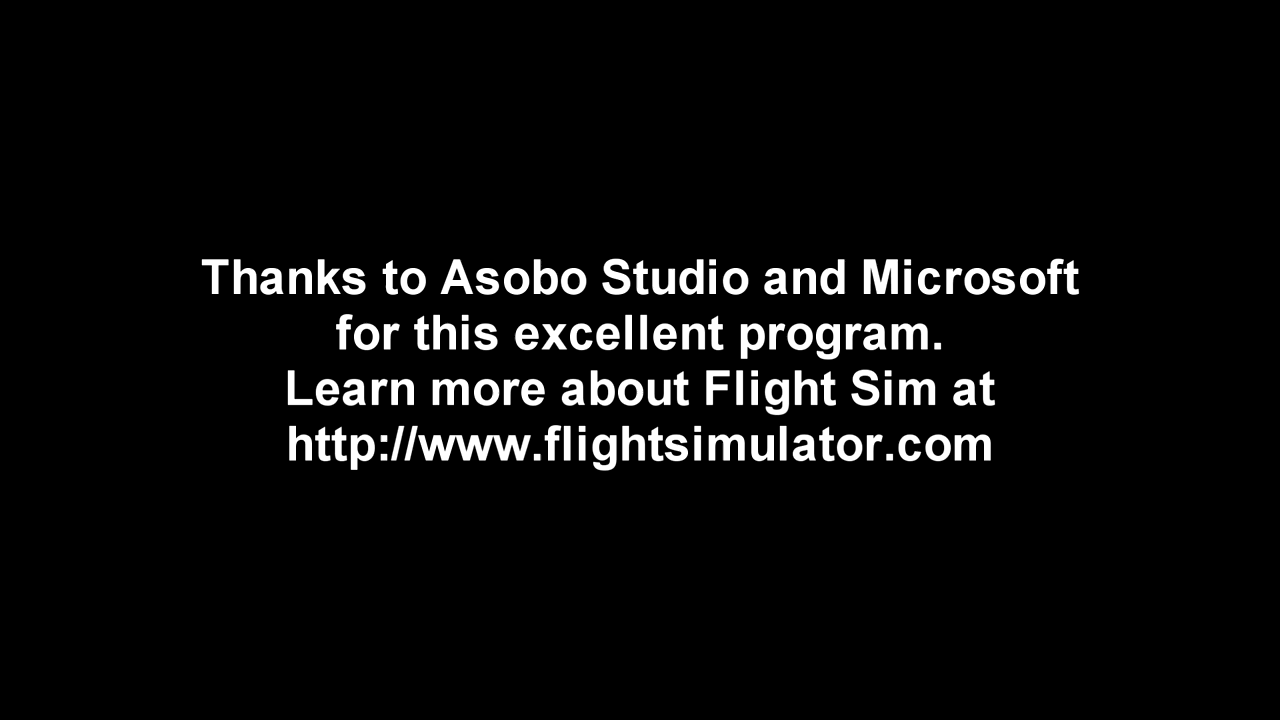 Thanks to Asobo Studio and Microsoft
for this excellent program.
Learn more about Flight Sim at
http://www.flightsimulator.com